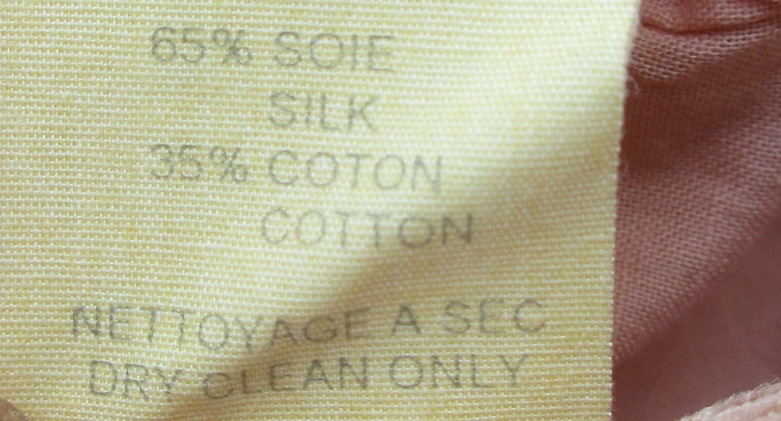 65% SOIE
SILK
35% COTON
COTTON
NETTOYAGE A SEC
DRY CLEAN ONLY